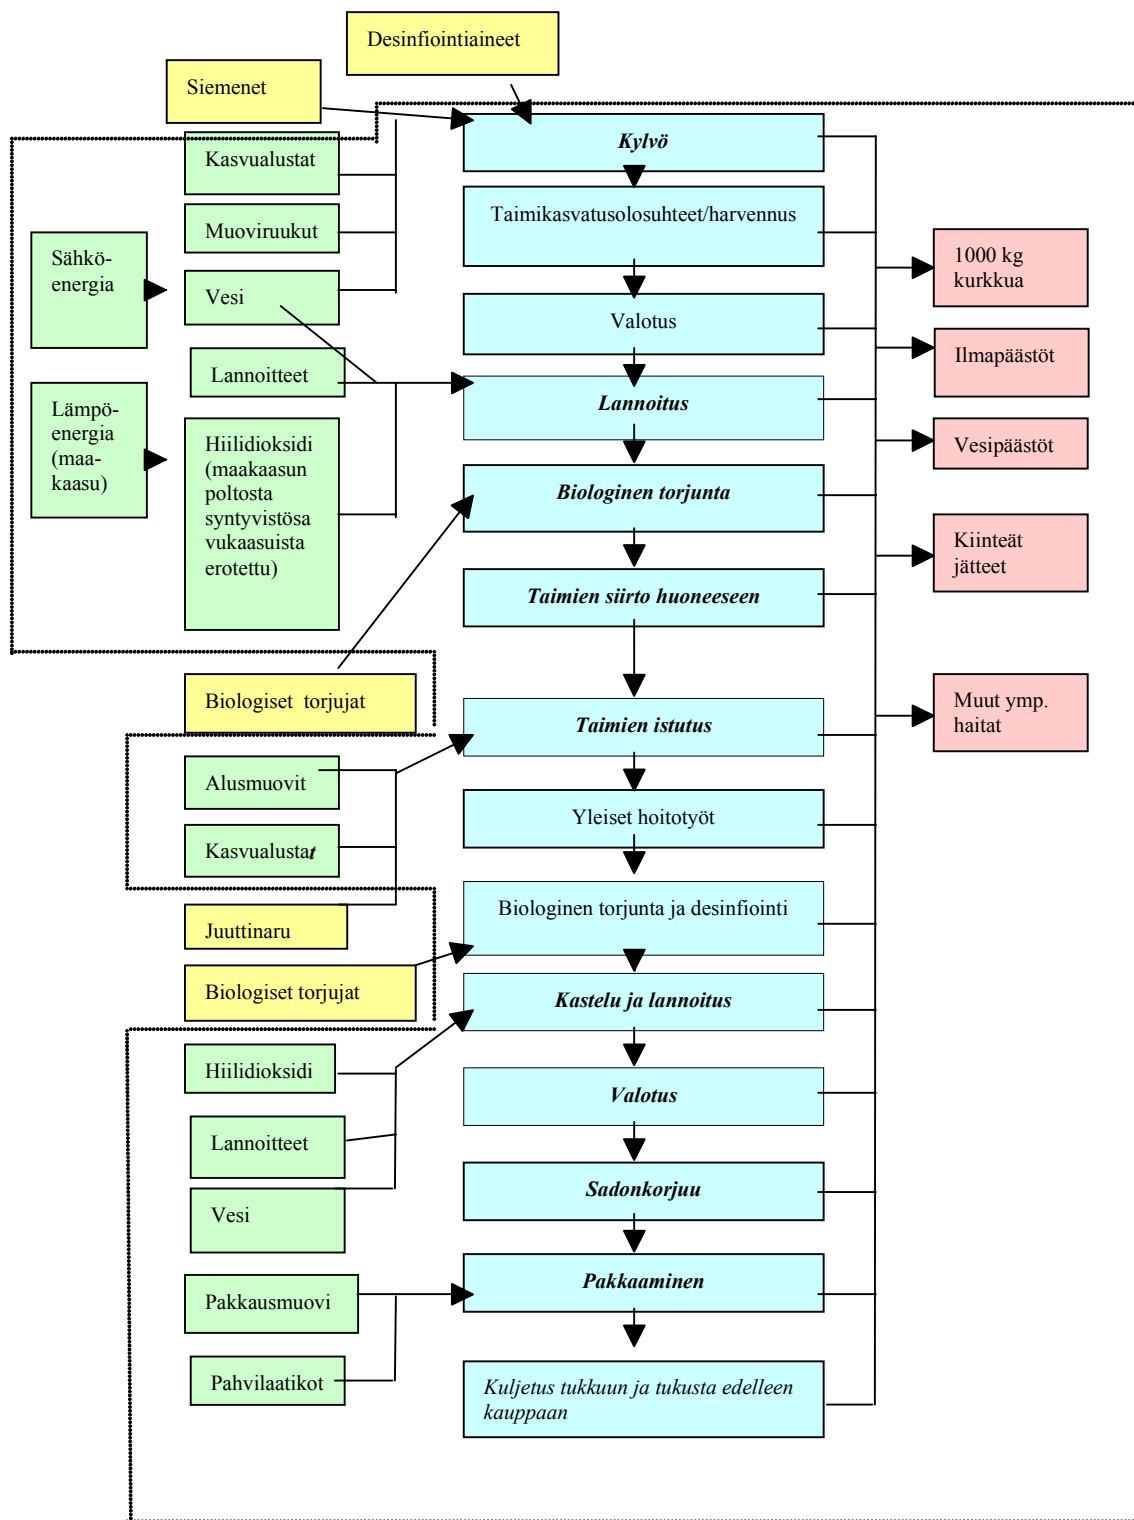 Desinfiointiaineet
Siemenet
Kylvö
Kasvualustat
Taimikasvatusolosuhteet/harvennus
Muoviruukut
Sähkö-
energia
1000 kg
kurkkua
Vesi
Valotus
Ilmapäästöt
Lannoitteet
Lannoitus
Lämpö-
energia
(maa-
kaasu)
Hiilidioksidi
(maakaasun
poltosta
syntyvistösa
vukaasuista
erotettu)
Vesipäästöt
Biologinen torjunta
Kiinteät
jätteet
Taimien siirto huoneeseen
Biologiset torjujat
Muut ymp.
haitat
Taimien istutus
Alusmuovit
Yleiset hoitotyöt
Kasvualustat
Biologinen torjunta ja desinfiointi
Juuttinaru
Biologiset torjujat
Kastelu ja lannoitus
Hiilidioksidi
Valotus
Lannoitteet
Sadonkorjuu
Vesi
Pakkaaminen
Pakkausmuovi
Pahvilaatikot
Kuljetus tukkuun ja tukusta edelleen
kauppaan